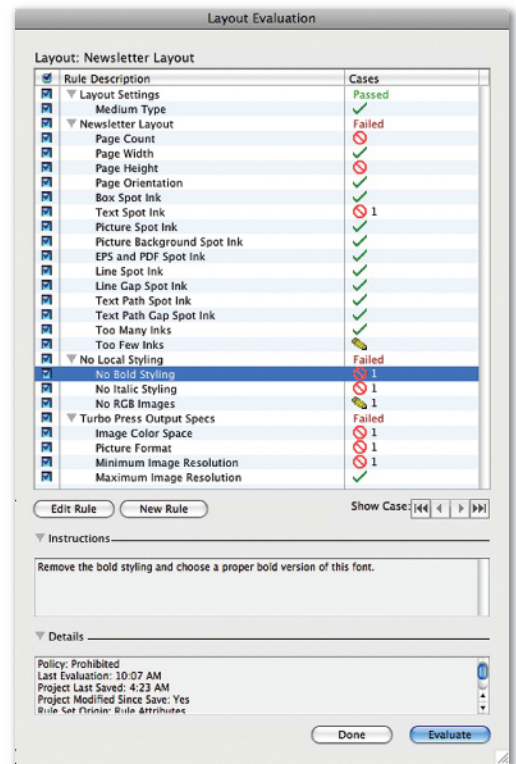 Layout Evaluation
Layout: Newsletter Layout
Rule Description Cases
Layout Settings Passed
Medium Type
Newsletter Layout Failed
Page Count
Page Width
Page Height
Page Orientation
Box Spot Ink
Text Spot Ink 1
Picture Spot Ink
Picture Background Spot Ink
EPS and PDF Spot Ink
Line Spot Ink
Line Gap Spot Ink
Text Path Spot Ink
Text Path Gap Spot Ink
Too Many Inks
Too Few Inks
No Local Styling Failed
No Bold Styling 1
No Italic Styling 1
No RGB Images 1
Turbo Press Output Specs Failed
Image Color Space 1
Picture Format 1
Minimum Image Resolution 1
Maximum Image Resolution
Edit Rule New Rule Show Case:
Instructions
Remove the bold styling and choose a proper bold version of this font.
Details
Policy: Prohibited
Last Evaluation: 10:07 AM
Project Last Saved: 4:23 AM
Project Modified Since Save: Yes
Rule Set Origin: Rule Attributes
Done Evaluate